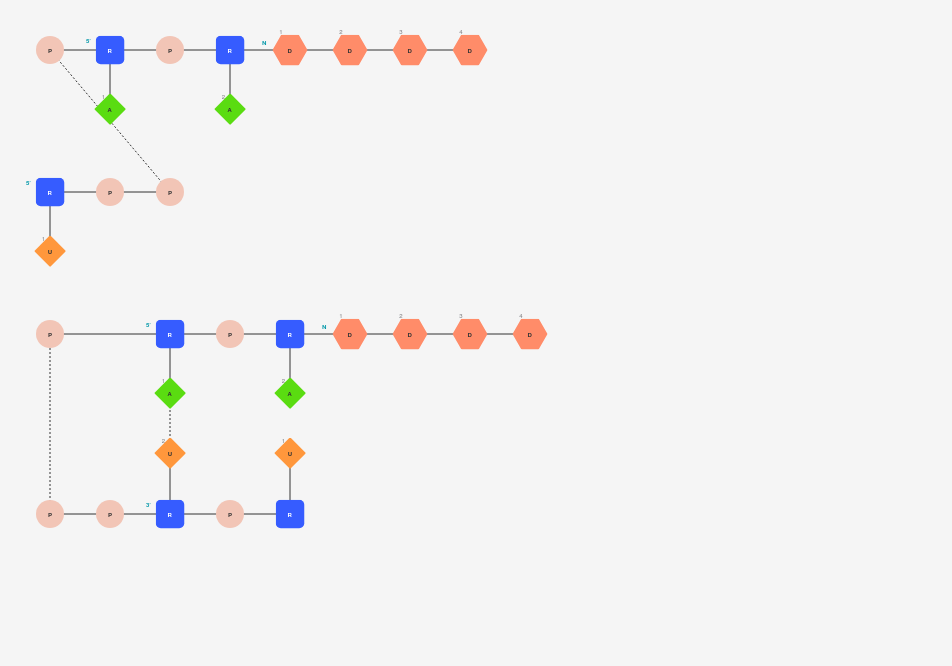 1 2 3 4
5' N
P R P R D D D D
1 2
A A
5'
R P P
1
U
1 2 3 4
5' N
P R P R D D D D
1 2
A A
2 1
U U
3'
P P R P R